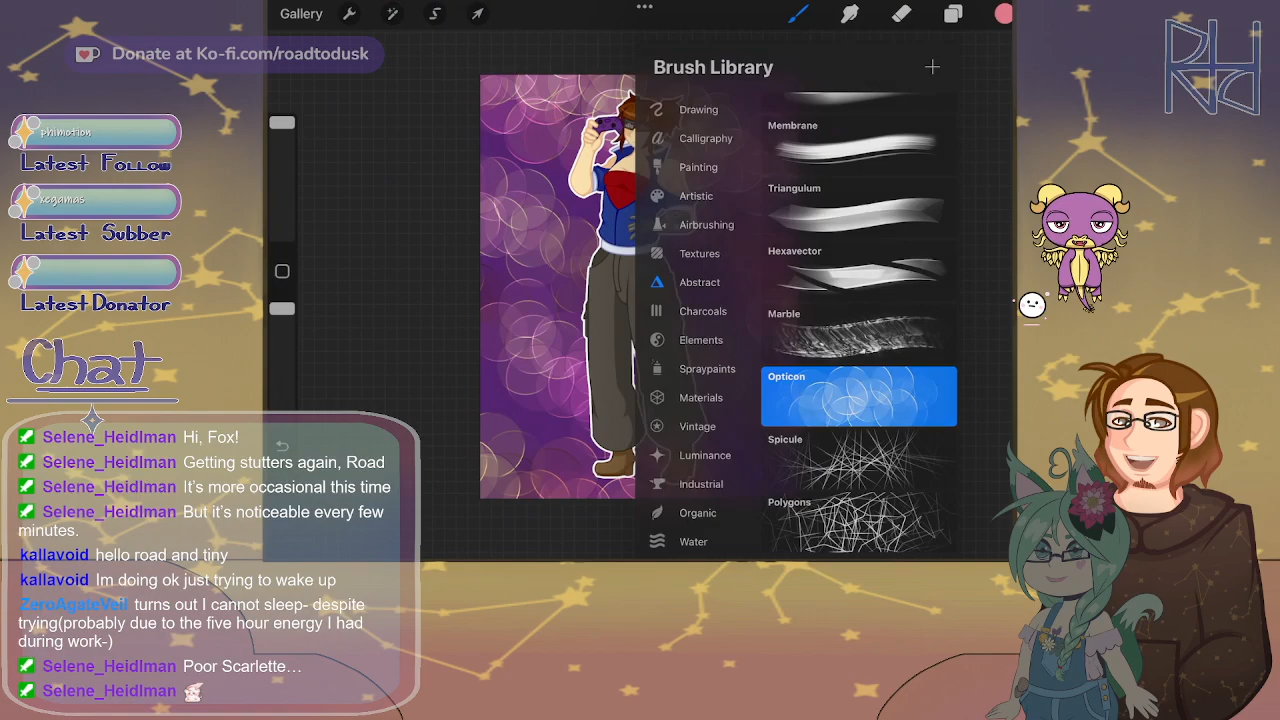 Gallery
Donate at Ko-fi.com/roadtodusk
phimotion
Latest Follow
xcgamas
Latest Subber
Latest Donator
Chat
Selene_Heidlman Hi, Fox!
Selene_Heidlman Getting stutters again, Road
Selene_Heidlman It's more occasional this time
Selene_Heidlman But it's noticeable every few
minutes.
kallavoid hello road and tiny
kallavoid Im doing ok just trying to wake up
ZeroAgateVeil turns out I cannot sleep- despite
trying(probably due to the five hour energy I had
during work-)
Selene_Heidlman Poor Scarlette…
Selene_Heidlman
Brush Library
Drawing
Calligraphy
Painting
Artistic
Airbrushing
Textures
Abstract
Charcoals
Elements
Spraypaints
Materials
Vintage
Luminance
Industrial
Organic
Water
Membrane
Triangulum
Hexavector
Marble
Opticon
Spicule
Polygons